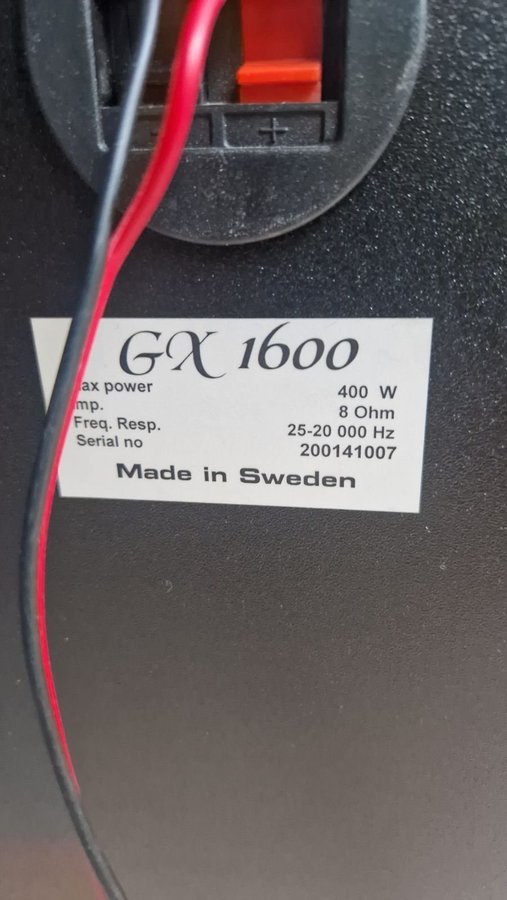 - +
GX 1600
ax power 400 W
mp. 8 Ohm
Freq. Resp. 25-20 000 Hz
Serial no 200141007
Made in Sweden